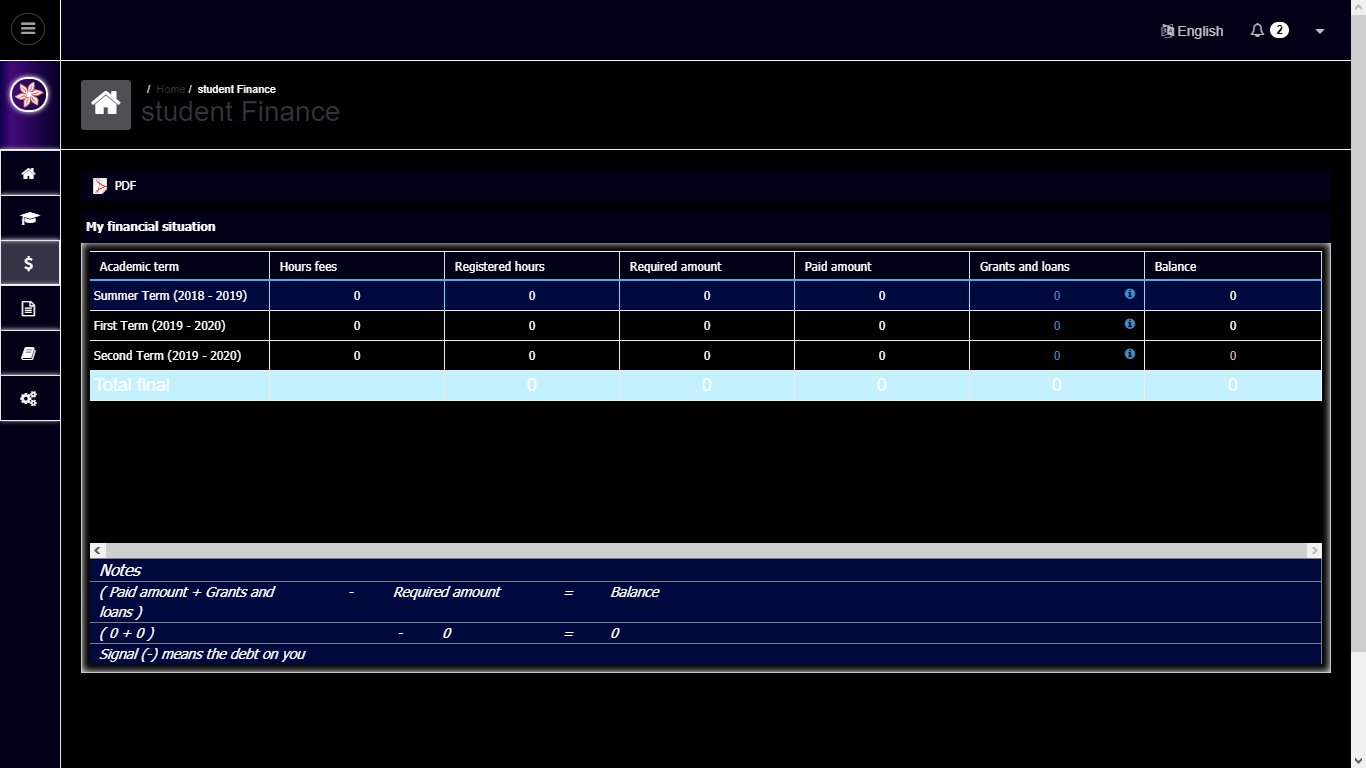 English 2
/ Home / student Finance
student Finance
PDF
My financial situation
Academic term Hours fees Registered hours Required amount Paid amount Grants and loans Balance
Summer Term (2018 - 2019) 0 0 0 0 0 0
First Term (2019 - 2020) 0 0 0 0 0 0
Second Term (2019 - 2020) 0 0 0 0 0 0
Total final 0 0 0 0 0
Notes
( Paid amount + Grants and - Required amount = Balance
loans )
( 0 + 0 ) - 0 = 0
Signal (-) means the debt on you